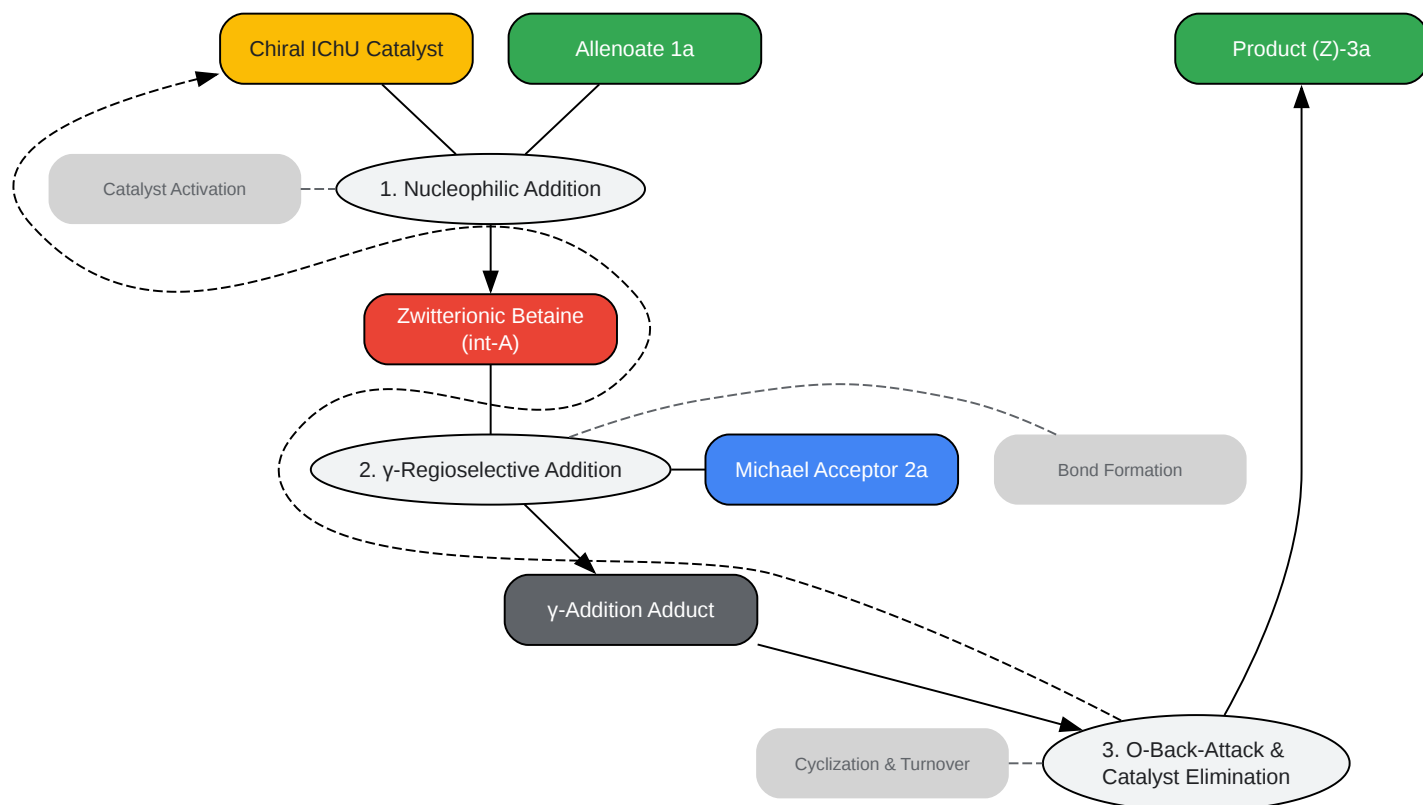 Chiral IChU Catalyst
Allenoate 1a
Product (Z)-3a
Catalyst Activation
1. Nucleophilic Addition
Zwitterionic Betaine
(int-A)
2. γ-Regioselective Addition
Michael Acceptor 2a
Bond Formation
γ-Addition Adduct
Cyclization & Turnover
3. O-Back-Attack &
Catalyst Elimination